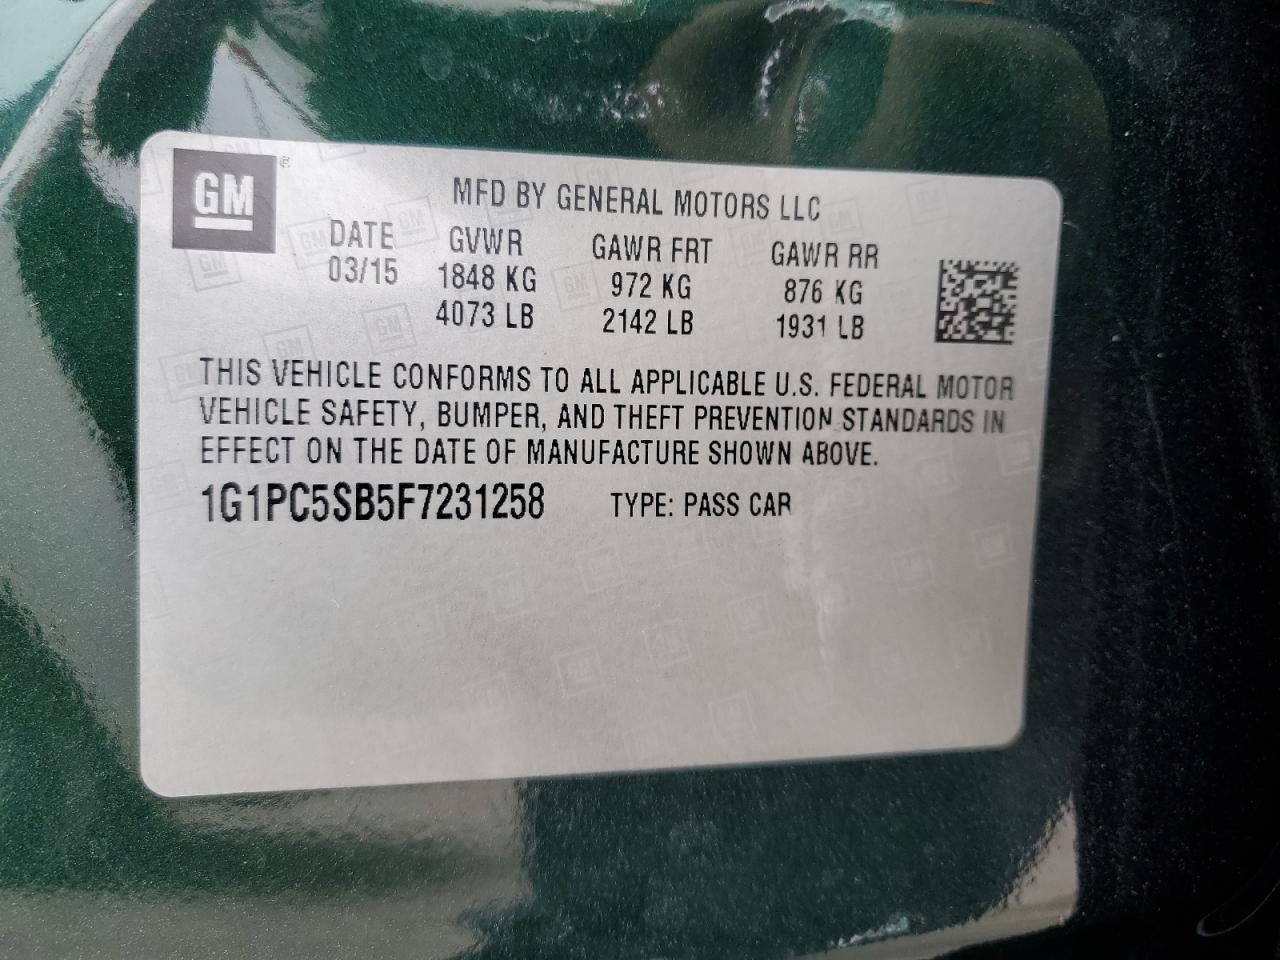 GM ®
MFD BY GENERAL MOTORS LLC
DATE GVWR GAWR FRT GAWR RR
03/15 1848 KG 972 KG 876 KG
4073 LB 2142 LB 1931 LB
THIS VEHICLE CONFORMS TO ALL APPLICABLE U.S. FEDERAL MOTOR
VEHICLE SAFETY, BUMPER, AND THEFT PREVENTION STANDARDS IN
EFFECT ON THE DATE OF MANUFACTURE SHOWN ABOVE.
1G1PC5SB5F7231258 TYPE: PASS CAR